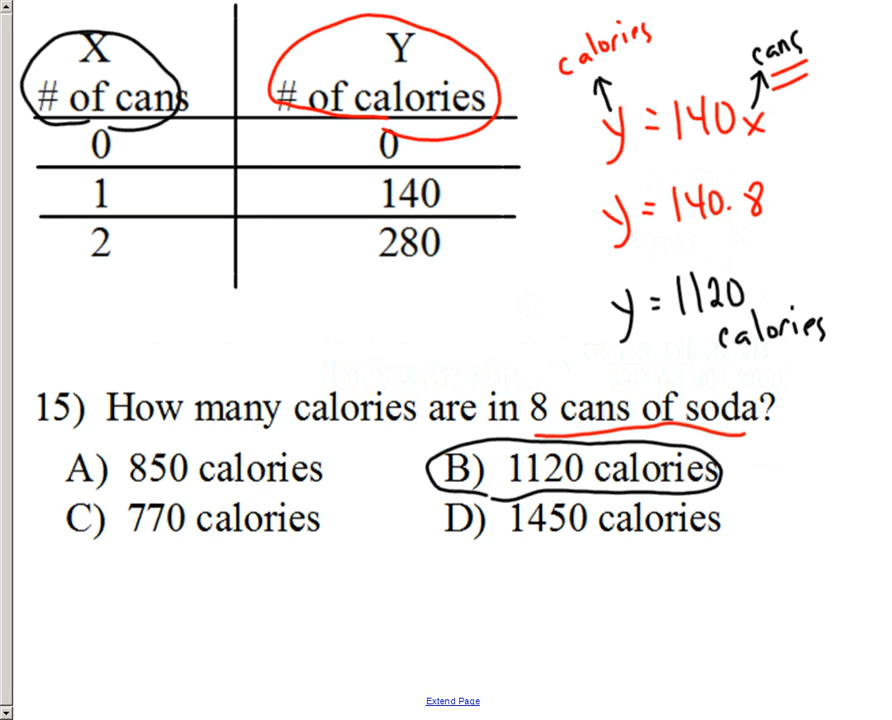 X Y
# of cans # of calories
0 0
1 140
2 280
calories cans
y = 140x
y = 140 · 8
y = 1120
calories
15) How many calories are in 8 cans of soda?
A) 850 calories B) 1120 calories
C) 770 calories D) 1450 calories
Extend Page